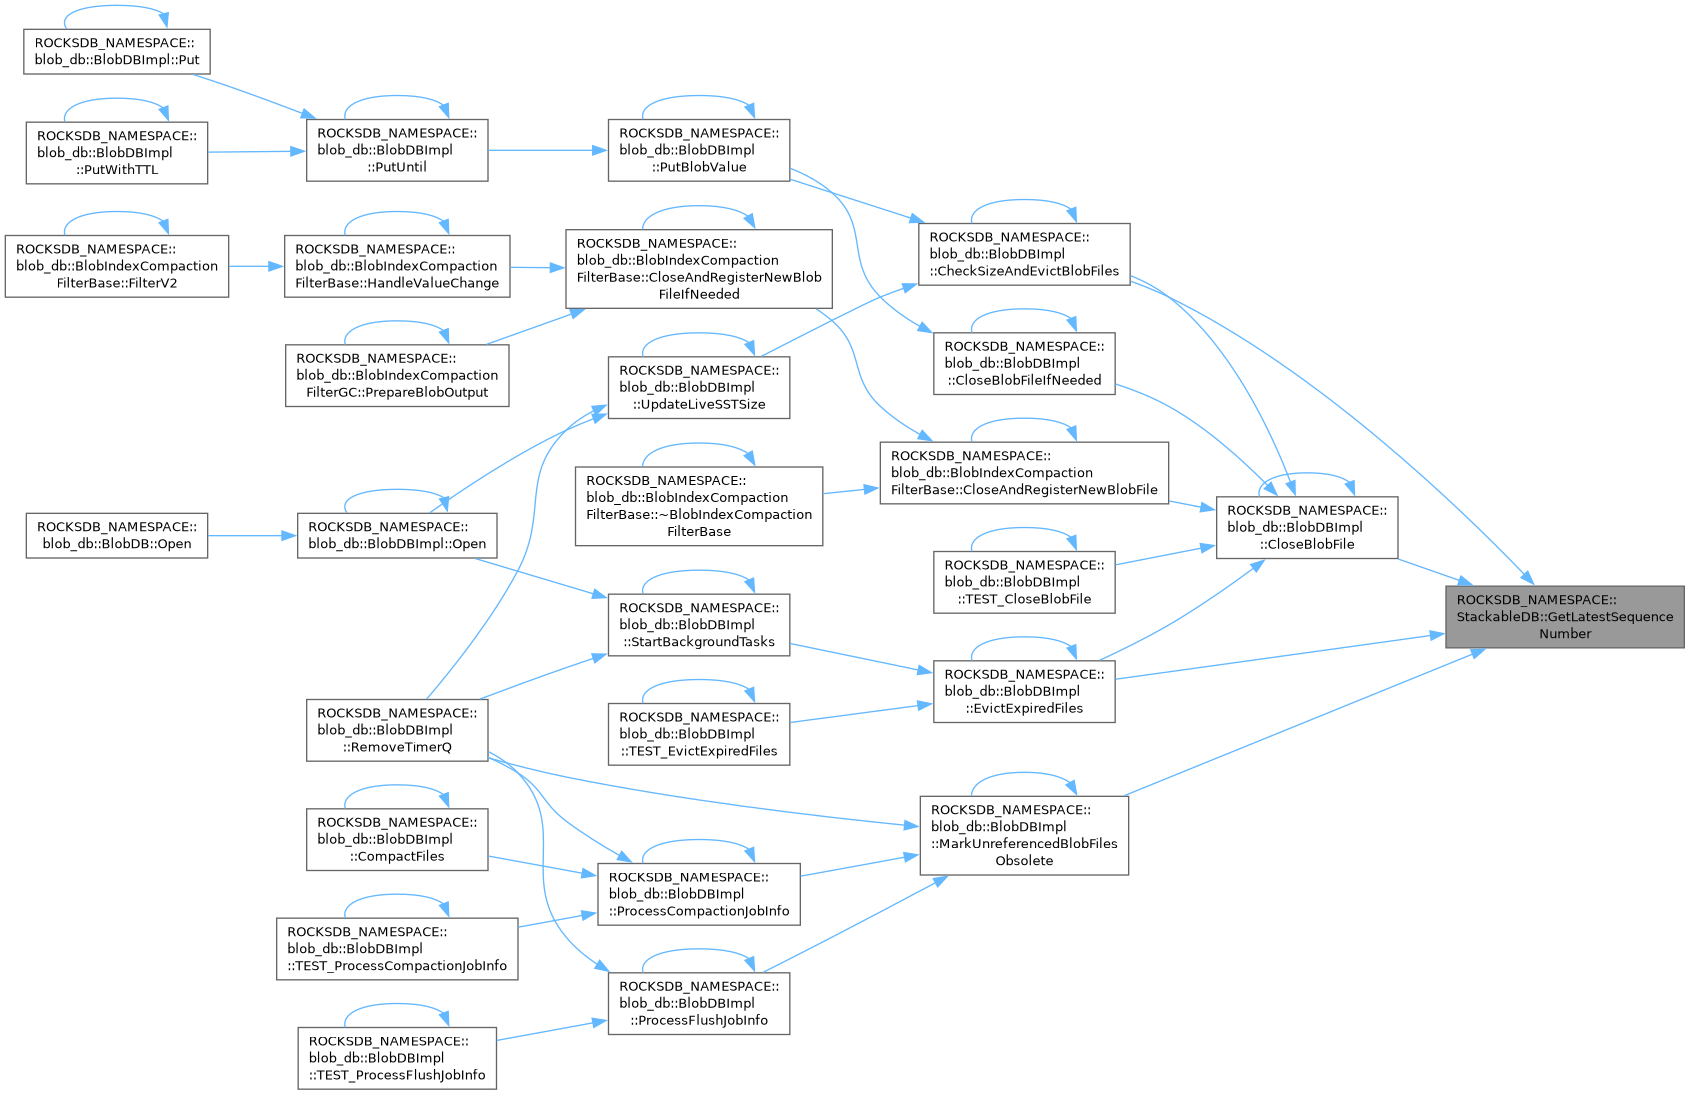 ROCKSDB_NAMESPACE::
blob_db::BlobDBImpl::Put
ROCKSDB_NAMESPACE::
blob_db::BlobDBImpl
::PutWithTTL
ROCKSDB_NAMESPACE::
blob_db::BlobDBImpl
::PutUntil
ROCKSDB_NAMESPACE::
blob_db::BlobDBImpl
::PutBlobValue
ROCKSDB_NAMESPACE::
blob_db::BlobIndexCompaction
FilterBase::FilterV2
ROCKSDB_NAMESPACE::
blob_db::BlobIndexCompaction
FilterBase::HandleValueChange
ROCKSDB_NAMESPACE::
blob_db::BlobIndexCompaction
FilterBase::CloseAndRegisterNewBlob
FileIfNeeded
ROCKSDB_NAMESPACE::
blob_db::BlobDBImpl
::CheckSizeAndEvictBlobFiles
ROCKSDB_NAMESPACE::
blob_db::BlobIndexCompaction
FilterGC::PrepareBlobOutput
ROCKSDB_NAMESPACE::
blob_db::BlobDBImpl
::UpdateLiveSSTSize
ROCKSDB_NAMESPACE::
blob_db::BlobDBImpl
::CloseBlobFileIfNeeded
ROCKSDB_NAMESPACE::
blob_db::BlobIndexCompaction
FilterBase::~BlobIndexCompaction
FilterBase
ROCKSDB_NAMESPACE::
blob_db::BlobIndexCompaction
FilterBase::CloseAndRegisterNewBlobFile
ROCKSDB_NAMESPACE::
blob_db::BlobDB::Open
ROCKSDB_NAMESPACE::
blob_db::BlobDBImpl::Open
ROCKSDB_NAMESPACE::
blob_db::BlobDBImpl
::CloseBlobFile
ROCKSDB_NAMESPACE::
blob_db::BlobDBImpl
::TEST_CloseBlobFile
ROCKSDB_NAMESPACE::
StackableDB::GetLatestSequence
Number
ROCKSDB_NAMESPACE::
blob_db::BlobDBImpl
::StartBackgroundTasks
ROCKSDB_NAMESPACE::
blob_db::BlobDBImpl
::EvictExpiredFiles
ROCKSDB_NAMESPACE::
blob_db::BlobDBImpl
::RemoveTimerQ
ROCKSDB_NAMESPACE::
blob_db::BlobDBImpl
::TEST_EvictExpiredFiles
ROCKSDB_NAMESPACE::
blob_db::BlobDBImpl
::CompactFiles
ROCKSDB_NAMESPACE::
blob_db::BlobDBImpl
::MarkUnreferencedBlobFiles
Obsolete
ROCKSDB_NAMESPACE::
blob_db::BlobDBImpl
::ProcessCompactionJobInfo
ROCKSDB_NAMESPACE::
blob_db::BlobDBImpl
::TEST_ProcessCompactionJobInfo
ROCKSDB_NAMESPACE::
blob_db::BlobDBImpl
::ProcessFlushJobInfo
ROCKSDB_NAMESPACE::
blob_db::BlobDBImpl
::TEST_ProcessFlushJobInfo